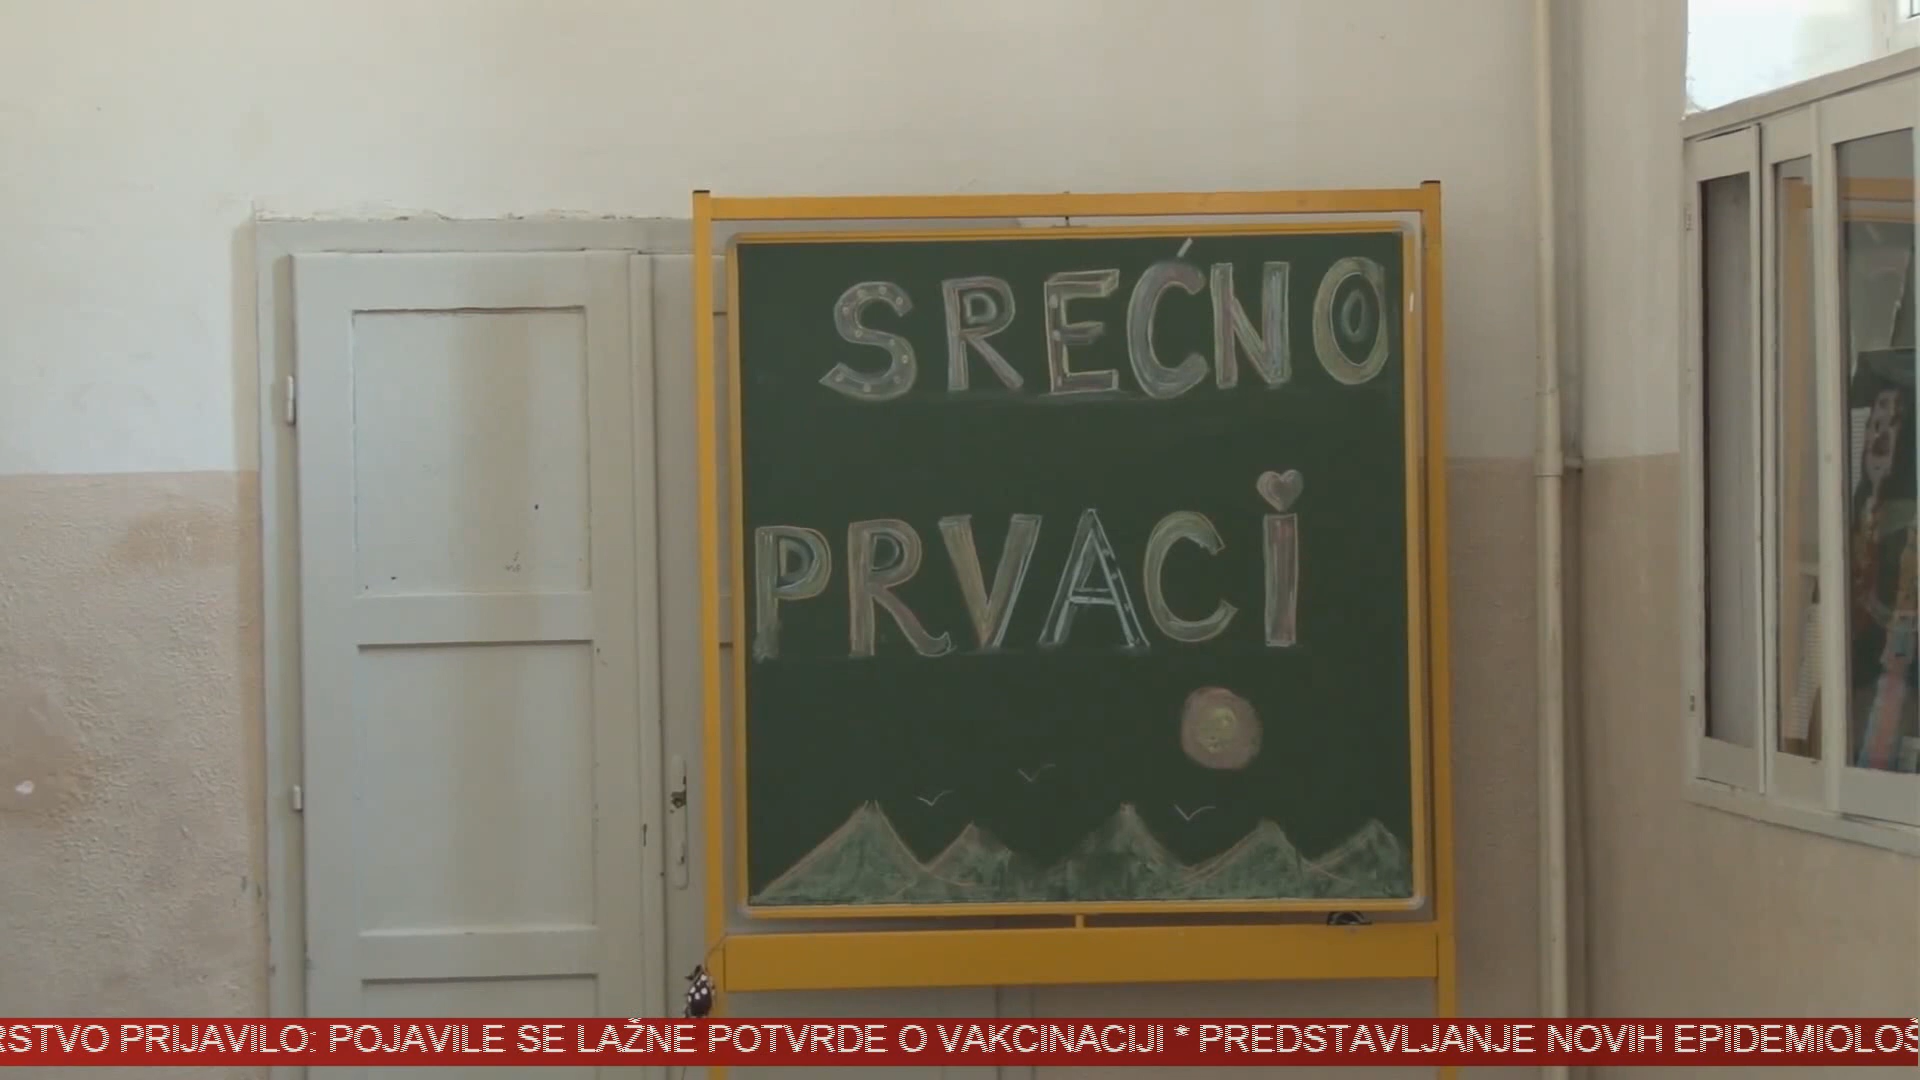 SREĆNO
PRVACI
RSTVO PRIJAVILO: POJAVILE SE LAŽNE POTVRDE O VAKCINACIJI * PREDSTAVLJANJE NOVIH EPIDEMIOLOŠ